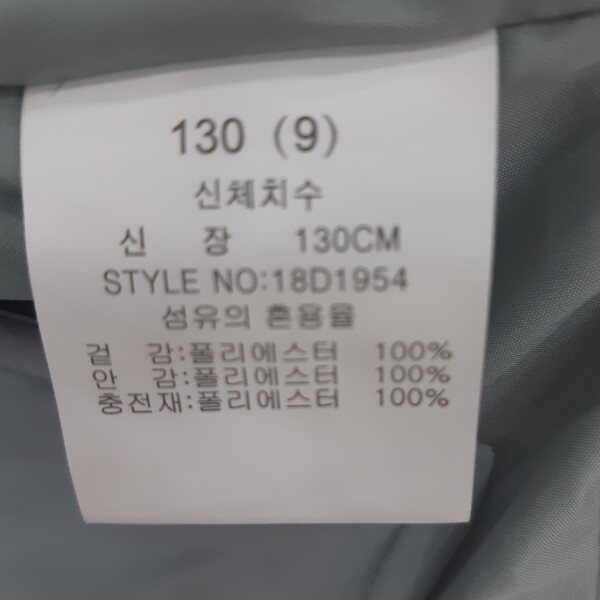 130 (9)
신체치수
신 장 130CM
STYLE NO:18D1954
섬유의 혼용율
겉 감:폴리에스터 100%
안 감:폴리에스터 100%
충전재:폴리에스터 100%